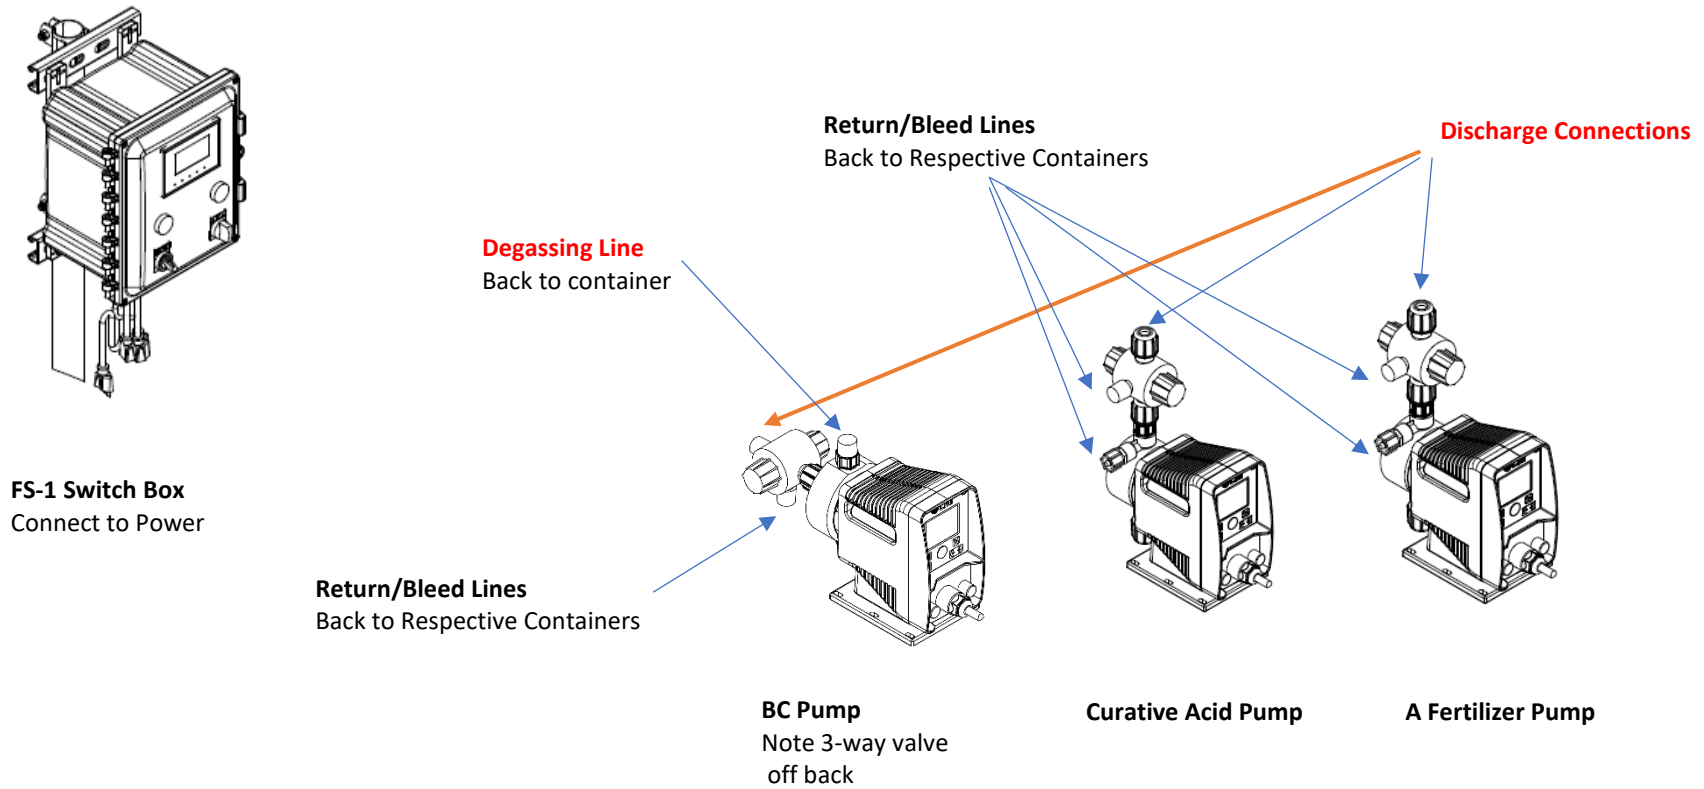 Return/Bleed Lines
Back to Respective Containers
Discharge Connections
Degassing Line
Back to container
FS-1 Switch Box
Connect to Power
Return/Bleed Lines
Back to Respective Containers
BC Pump
Note 3-way valve
off back
Curative Acid Pump
A Fertilizer Pump